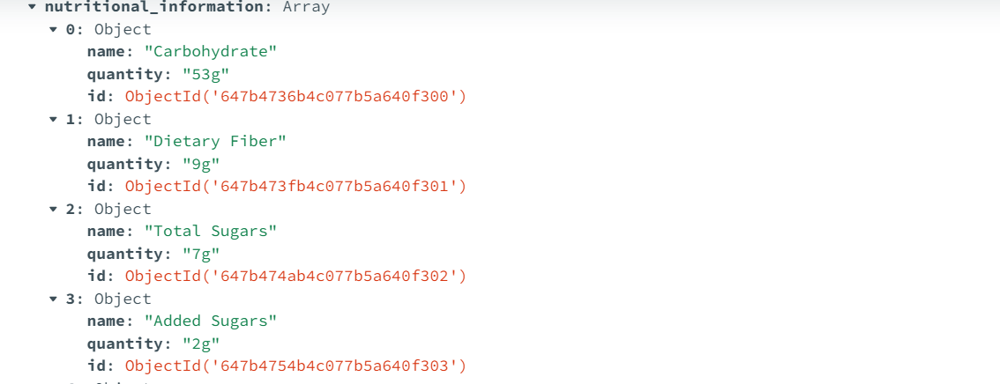 nutritional_information: Array
0: Object
name: "Carbohydrate"
quantity: "53g"
id: ObjectId('647b4736b4c077b5a640f300')
1: Object
name: "Dietary Fiber"
quantity: "9g"
id: ObjectId('647b473fb4c077b5a640f301')
2: Object
name: "Total Sugars"
quantity: "7g"
id: ObjectId('647b474ab4c077b5a640f302')
3: Object
name: "Added Sugars"
quantity: "2g"
id: ObjectId('647b4754b4c077b5a640f303')